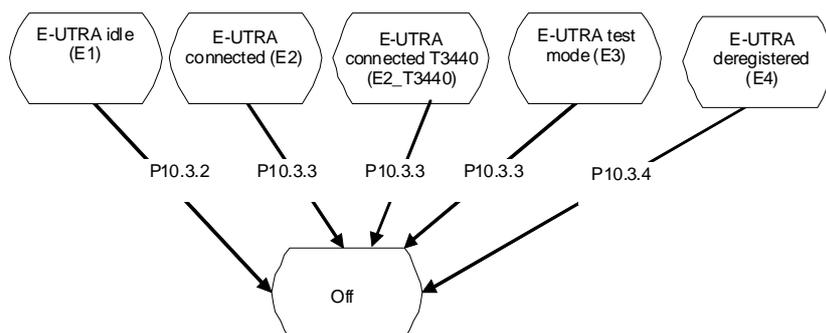 E-UTRA idle
(E1)
E-UTRA
connected (E2)
E-UTRA
connected T3440
(E2_T3440)
E-UTRA test
mode (E3)
E-UTRA
deregistered
(E4)
P10.3.2
P10.3.3
P10.3.3
P10.3.3
P10.3.4
Off